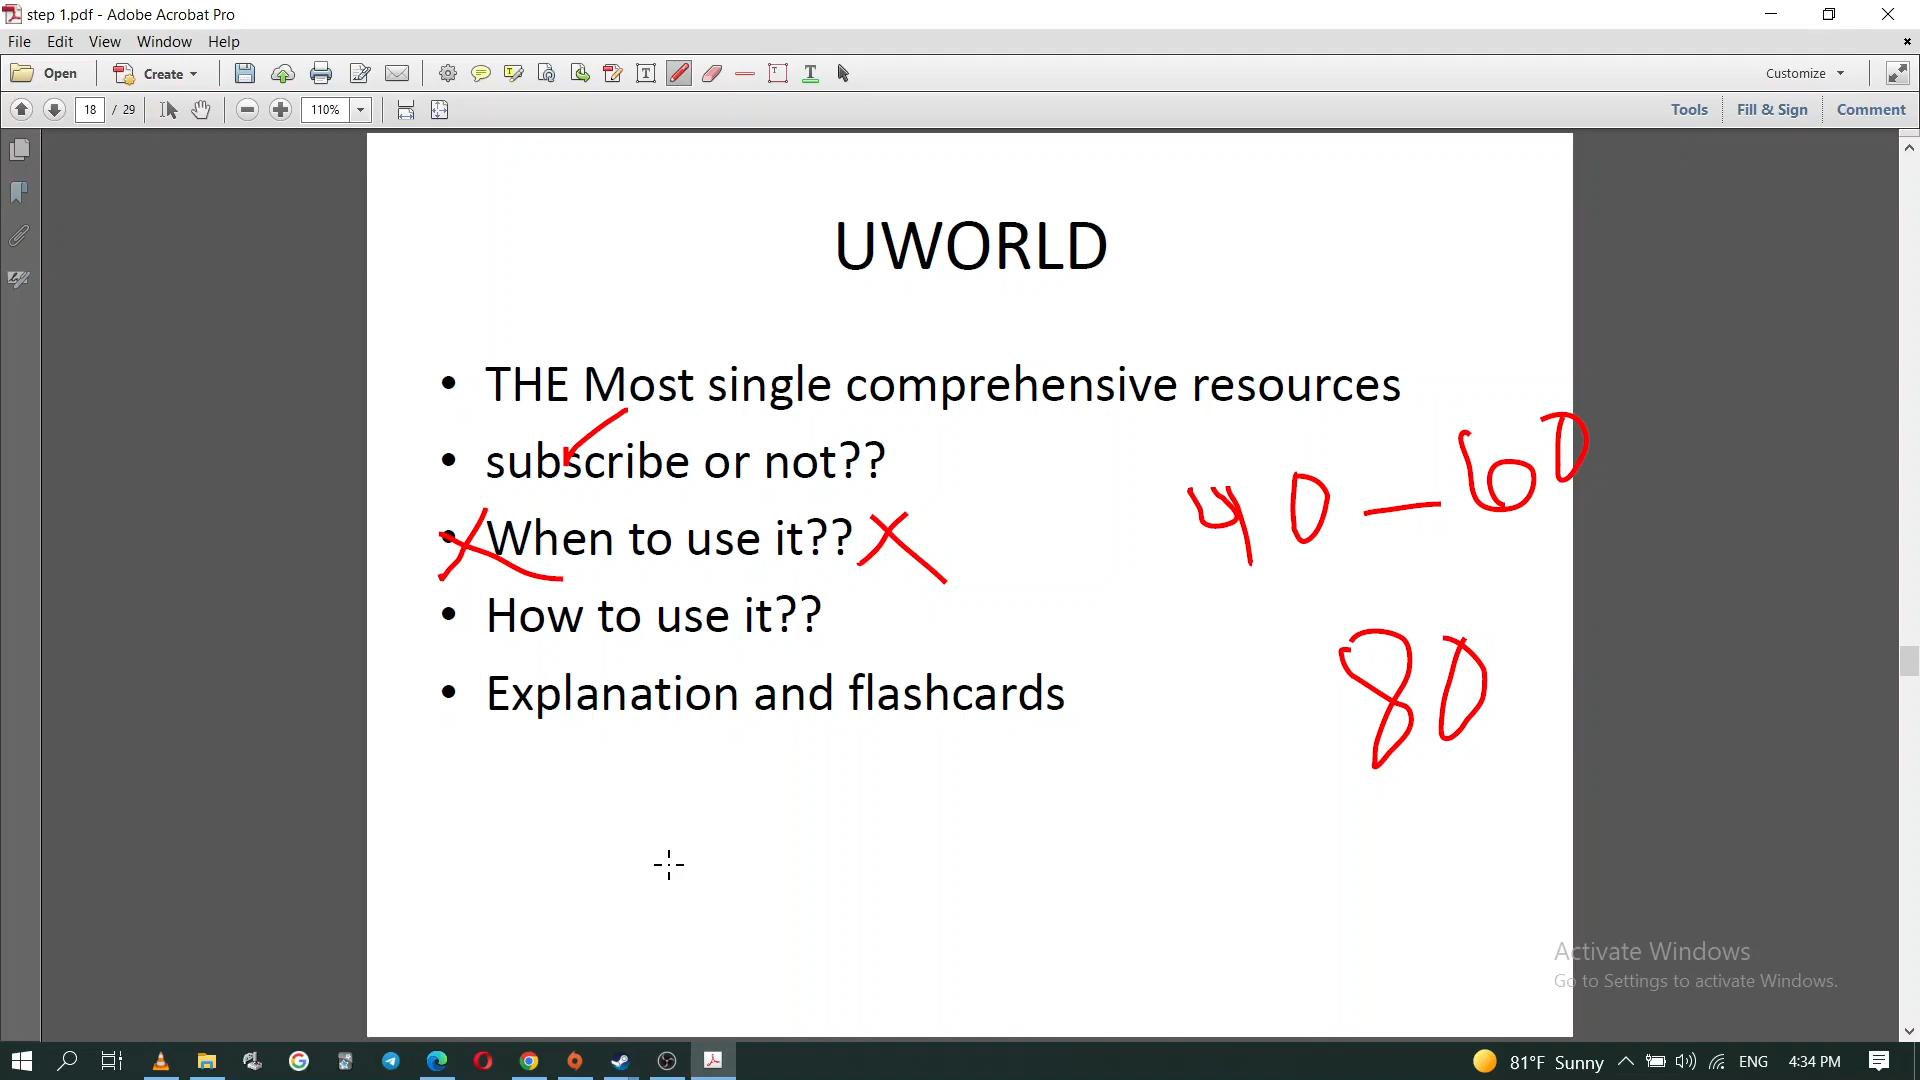 step 1.pdf - Adobe Acrobat Pro
File Edit View Window Help
Open Create Customize
18 / 29 110% Tools Fill & Sign Comment
UWORLD
• THE Most single comprehensive resources
• subscribe or not??
• When to use it??
• How to use it??
• Explanation and flashcards
40 - 60
80
Activate Windows
Go to Settings to activate Windows.
81°F Sunny ENG 4:34 PM